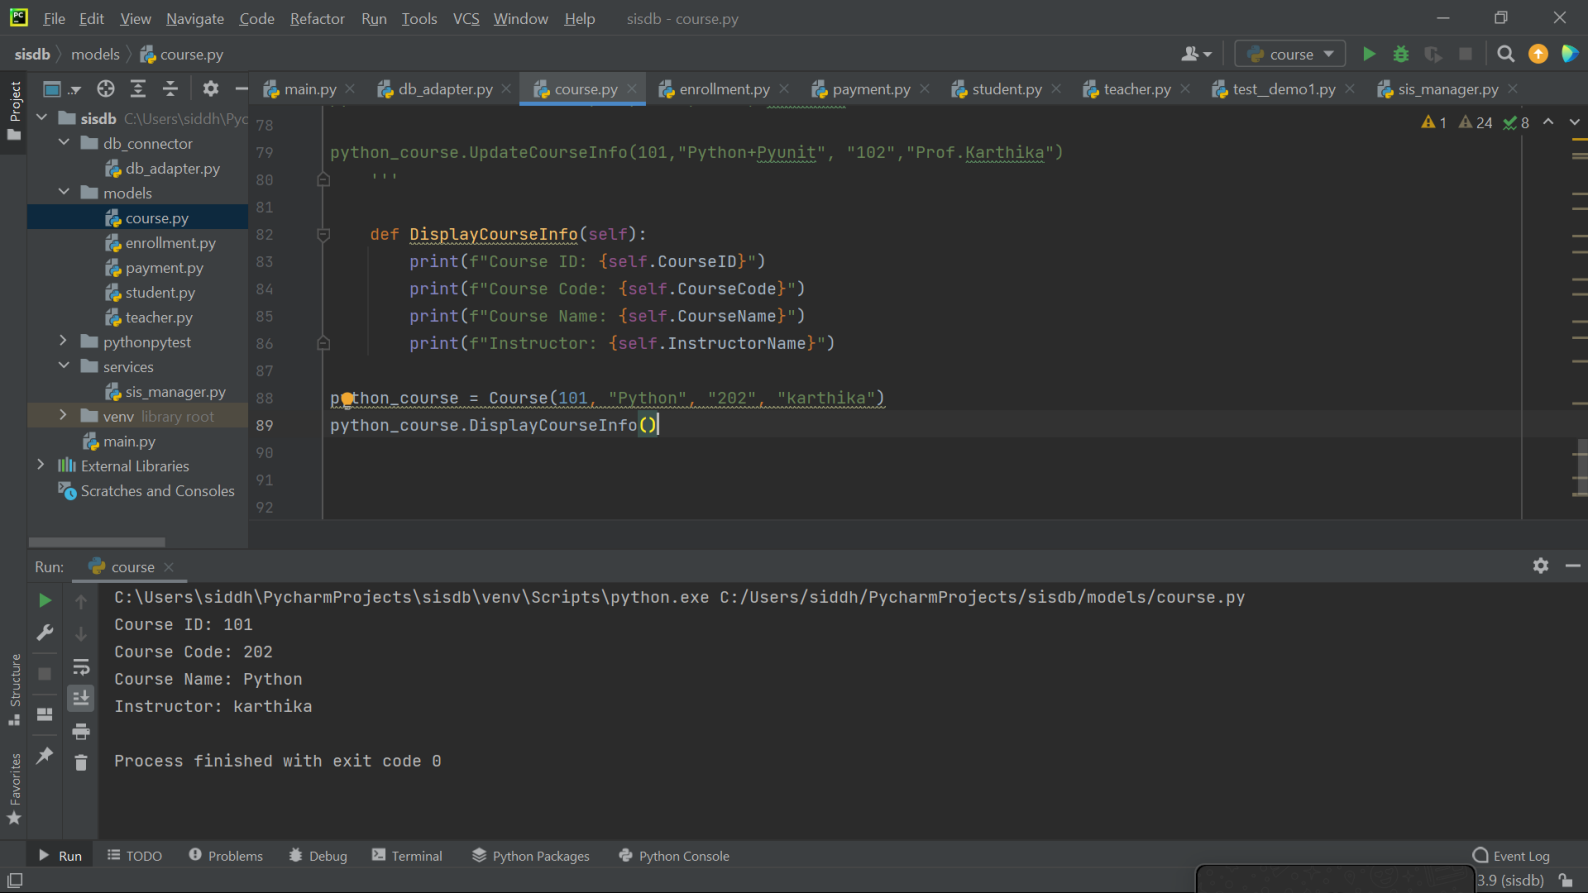 PC File Edit View Navigate Code Refactor Run Tools VCS Window Help sisdb - course.py
sisdb models course.py
course
Project
main.py db_adapter.py course.py enrollment.py payment.py student.py teacher.py test__demo1.py sis_manager.py
sisdb C:\Users\siddh\Pyc
db_connector
db_adapter.py
models
course.py
enrollment.py
payment.py
student.py
teacher.py
pythonpytest
services
sis_manager.py
venv library root
main.py
External Libraries
Scratches and Consoles
1 24 8
78
79 python_course.UpdateCourseInfo(101,"Python+Pyunit", "102","Prof.Karthika")
80 '''
81
82 def DisplayCourseInfo(self):
83 print(f"Course ID: {self.CourseID}")
84 print(f"Course Code: {self.CourseCode}")
85 print(f"Course Name: {self.CourseName}")
86 print(f"Instructor: {self.InstructorName}")
87
88 python_course = Course(101, "Python", "202", "karthika")
89 python_course.DisplayCourseInfo()
90
91
92
Run: course
C:\Users\siddh\PycharmProjects\sisdb\venv\Scripts\python.exe C:/Users/siddh/PycharmProjects/sisdb/models/course.py
Course ID: 101
Course Code: 202
Course Name: Python
Instructor: karthika
Process finished with exit code 0
Structure
Favorites
Run TODO Problems Debug Terminal Python Packages Python Console Event Log
3.9 (sisdb)